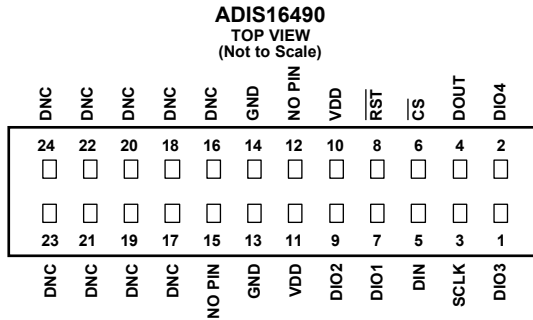 ADIS16490
TOP VIEW
(Not to Scale)
DNC DNC DNC DNC DNC GND NO PIN VDD RST CS DOUT DIO4
24 22 20 18 16 14 12 10 8 6 4 2
23 21 19 17 15 13 11 9 7 5 3 1
DNC DNC DNC DNC NO PIN GND VDD DIO2 DIO1 DIN SCLK DIO3